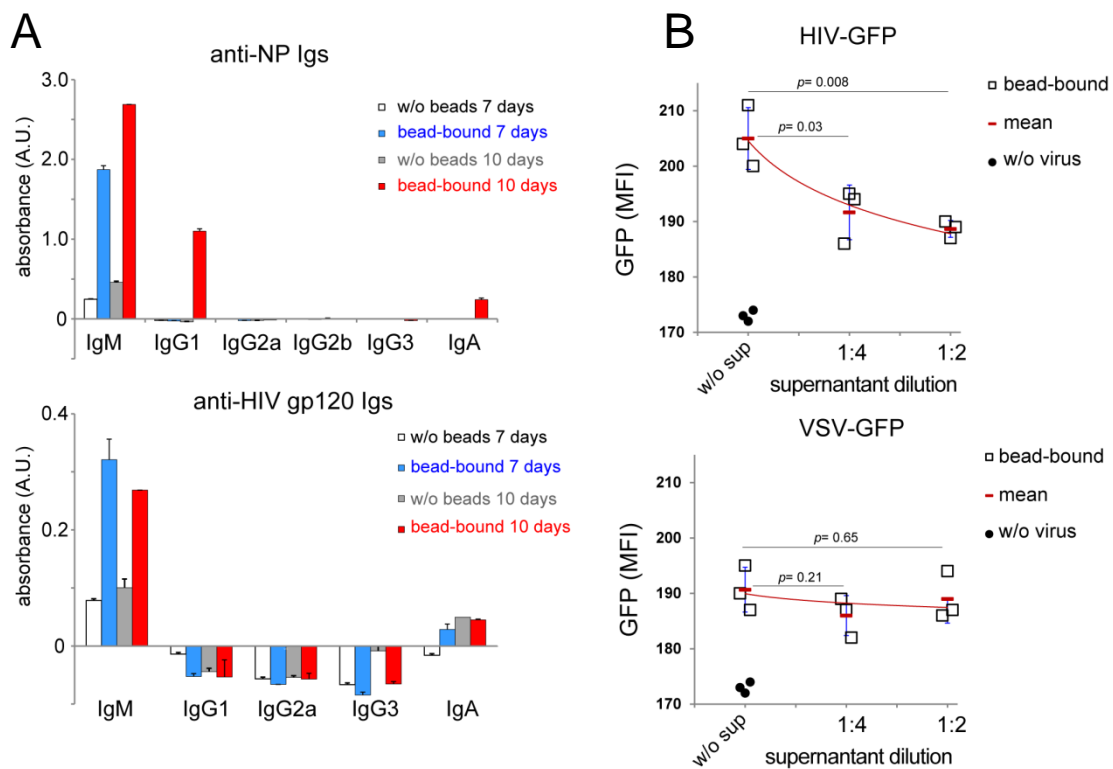 A
anti-NP Igs
absorbance (A.U.)
3.0
2.0
1.0
0
w/o beads 7 days
bead-bound 7 days
w/o beads 10 days
bead-bound 10 days
IgM IgG1 IgG2a IgG2b IgG3 IgA
anti-HIV gp120 Igs
absorbance (A.U.)
0.4
0.2
0
w/o beads 7 days
bead-bound 7 days
w/o beads 10 days
bead-bound 10 days
IgM IgG1 IgG2a IgG3 IgA
B
HIV-GFP
GFP (MFI)
210
200
190
180
170
p= 0.008
p= 0.03
bead-bound
mean
w/o virus
w/o sup 1:4 1:2
supernantant dilution
VSV-GFP
GFP (MFI)
210
200
190
180
170
p= 0.65
p= 0.21
bead-bound
mean
w/o virus
w/o sup 1:4 1:2
supernantant dilution